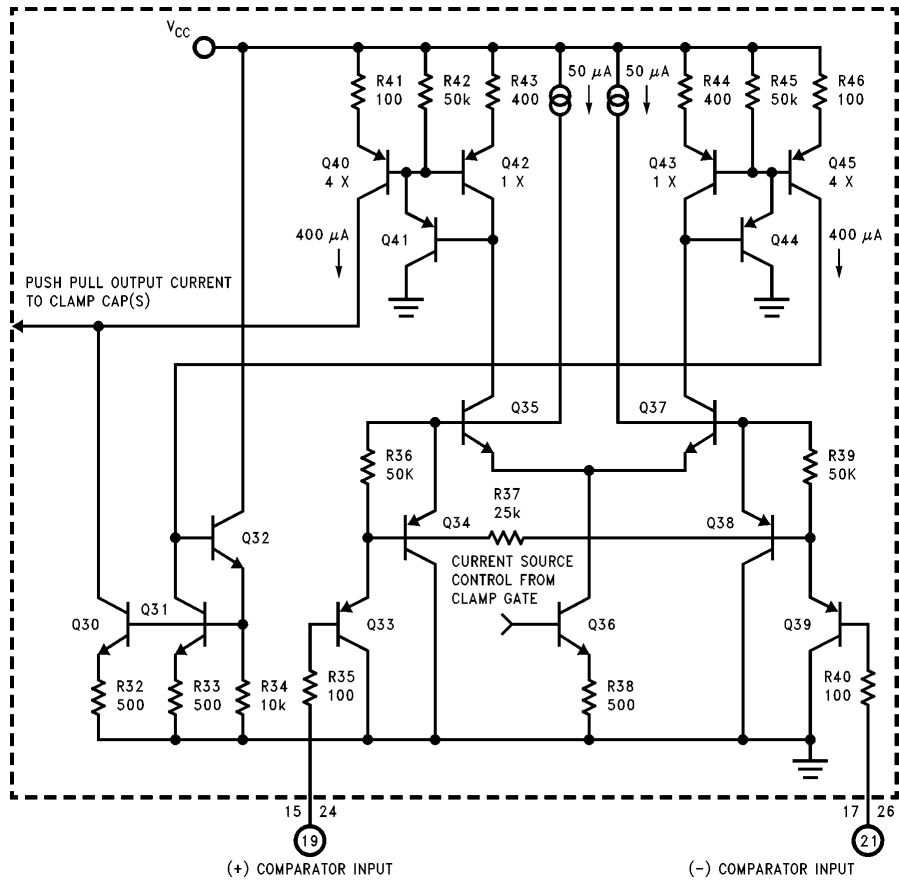 VCC
R41
100
R42
50k
R43
400
50 μA
50 μA
R44
400
R45
50k
R46
100
Q40
4 X
Q42
1 X
Q43
1 X
Q45
4 X
400 μA
Q41
Q44
400 μA
PUSH PULL OUTPUT CURRENT
TO CLAMP CAP(S)
Q35
Q37
R36
50K
R39
50K
R37
25k
Q32
Q34
Q38
CURRENT SOURCE
CONTROL FROM
CLAMP GATE
Q30
Q31
Q33
Q36
Q39
R32
500
R33
500
R34
10k
R35
100
R38
500
R40
100
15 24
17 26
19
21
(+) COMPARATOR INPUT
(-) COMPARATOR INPUT